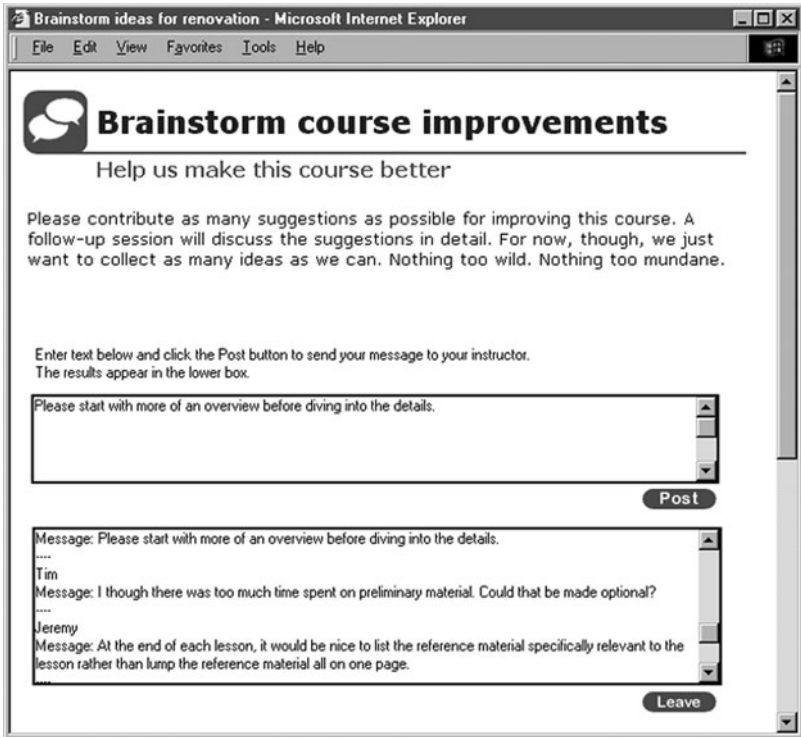 Brainstorm ideas for renovation - Microsoft Internet Explorer
File Edit View Favorites Tools Help
Brainstorm course improvements
Help us make this course better
Please contribute as many suggestions as possible for improving this course. A
follow-up session will discuss the suggestions in detail. For now, though, we just
want to collect as many ideas as we can. Nothing too wild. Nothing too mundane.
Enter text below and click the Post button to send your message to your instructor.
The results appear in the lower box.
Please start with more of an overview before diving into the details.
Post
Message: Please start with more of an overview before diving into the details.
----
Tim
Message: I though there was too much time spent on preliminary material. Could that be made optional?
----
Jeremy
Message: At the end of each lesson, it would be nice to list the reference material specifically relevant to the
lesson rather than lump the reference material all on one page.
----
Leave